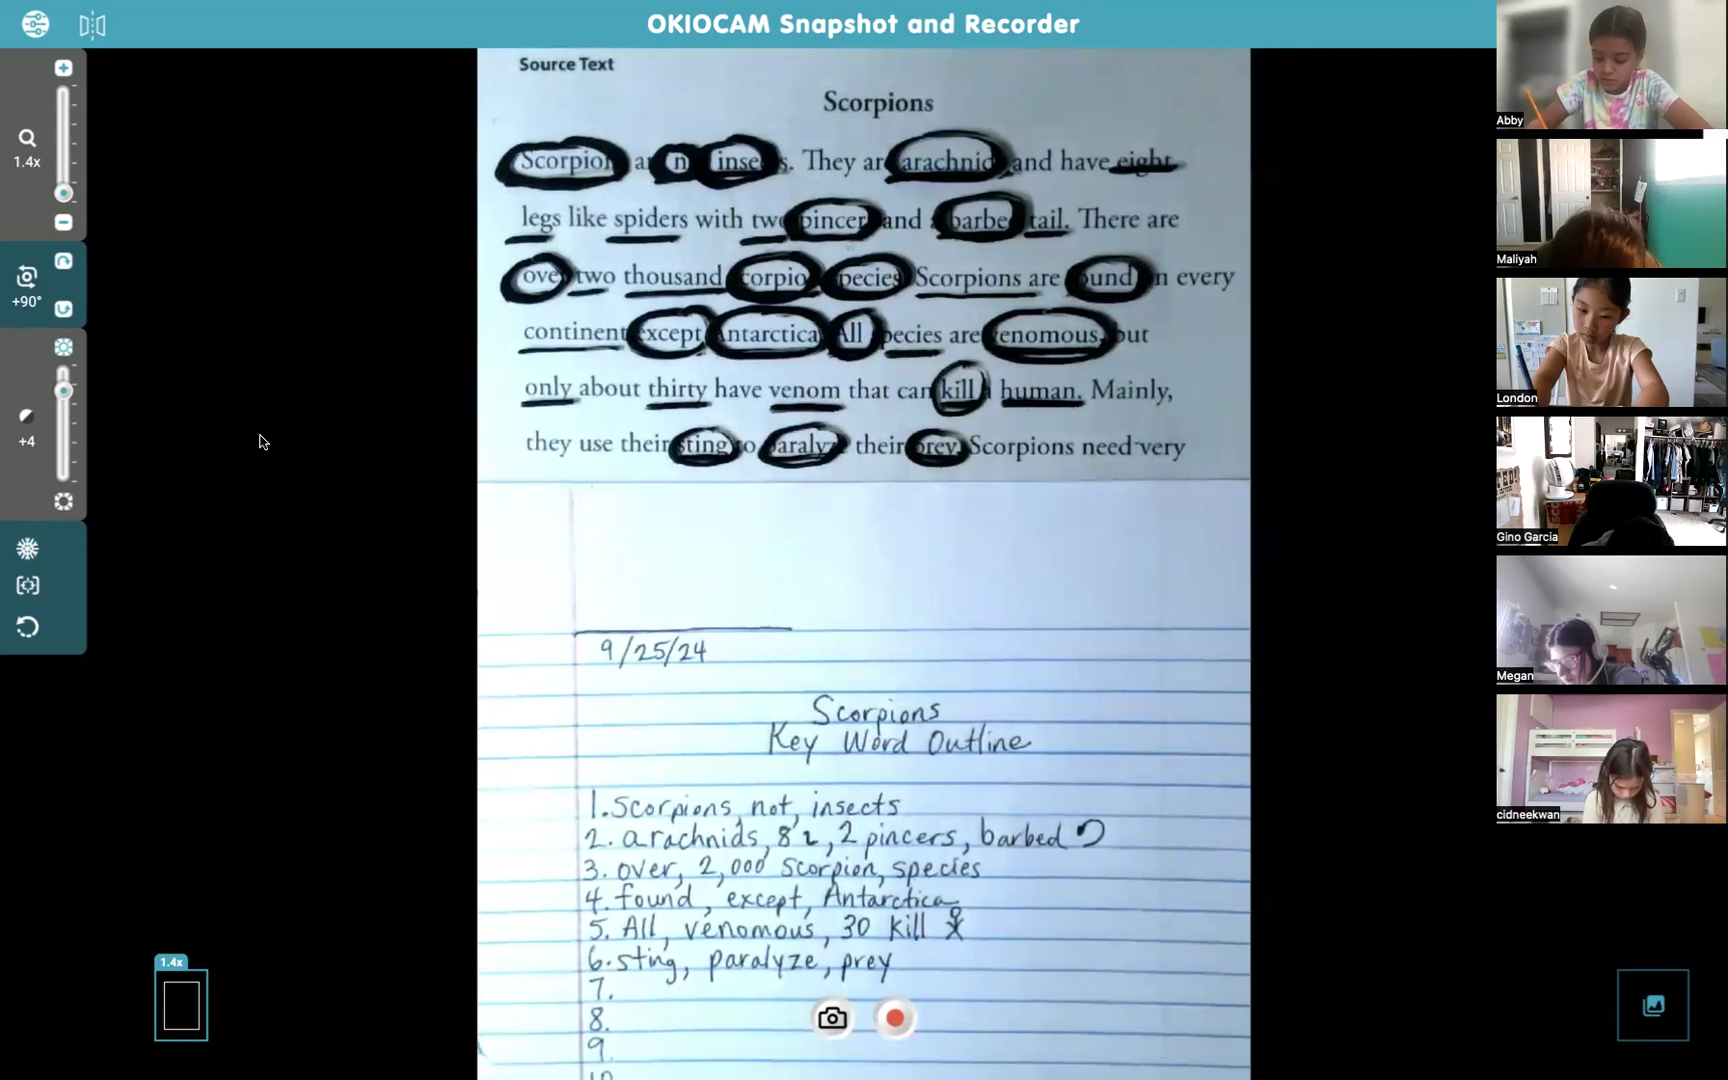 OKIOCAM Snapshot and Recorder
1.4x
+90°
+4
Source Text
Scorpions
Scorpions are not insects. They are arachnids and have eight
legs like spiders with two pincers and a barbed tail. There are
over two thousand scorpion species. Scorpions are found on every
continent except Antarctica. All species are venomous, but
only about thirty have venom that can kill a human. Mainly,
they use their sting to paralyze their prey. Scorpions need very
9/25/24
Scorpions
Key Word Outline
1. Scorpions, not, insects
2. arachnids, 8 , 2 pincers, barbed
3. over, 2,000 scorpion, species
4. found, except, Antarctica
5. All, venomous, 30 kill
6. sting, paralyze, prey
7.
8.
9.
10.
1.4x
Abby
Maliyah
London
Gino Garcia
Megan
cidneekwan